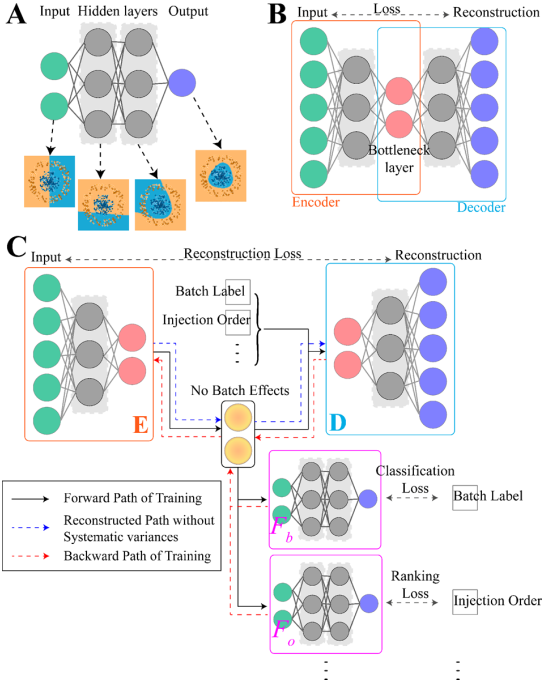 A
Input Hidden layers Output
B
Input Loss Reconstruction
Bottleneck
layer
Encoder
Decoder
C
Input Reconstruction Loss Reconstruction
Batch Label
Injection Order
No Batch Effects
E
D
Forward Path of Training
Reconstructed Path without
Systematic variances
Backward Path of Training
Classification
Loss
Batch Label
F_b
Ranking
Loss
Injection Order
F_o